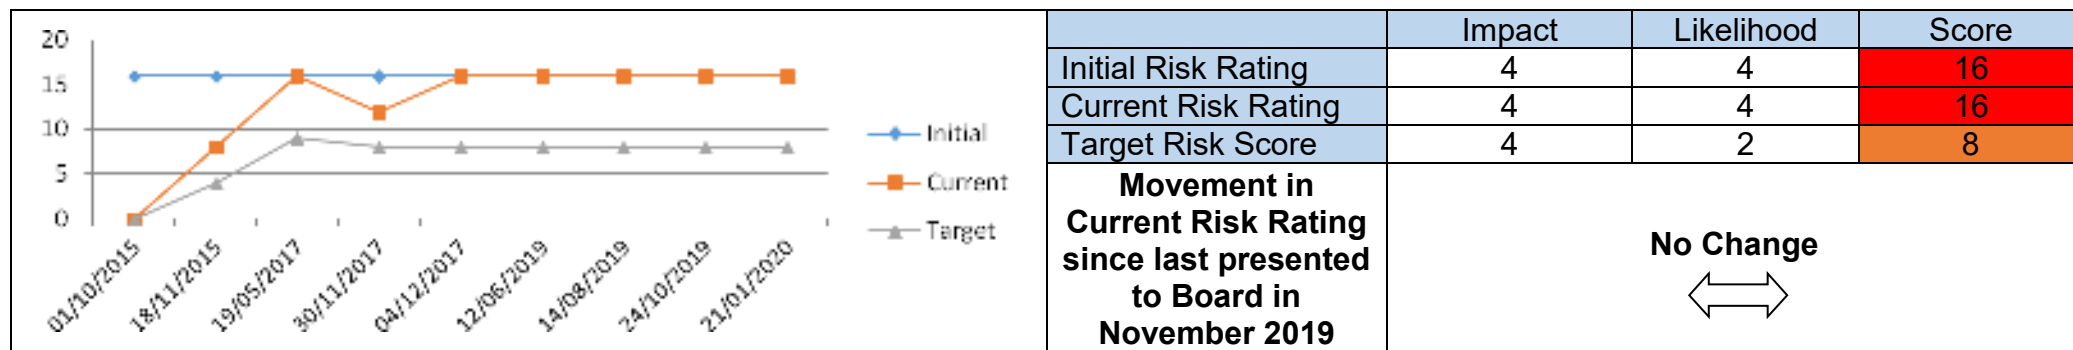 20
15
10
5
0
01/10/2015
18/11/2015
19/05/2017
30/11/2017
04/12/2017
12/06/2019
14/08/2019
24/10/2019
21/01/2020
Initial
Current
Target
Impact Likelihood Score
Initial Risk Rating 4 4 16
Current Risk Rating 4 4 16
Target Risk Score 4 2 8
Movement in
Current Risk Rating
since last presented
to Board in
November 2019
No Change